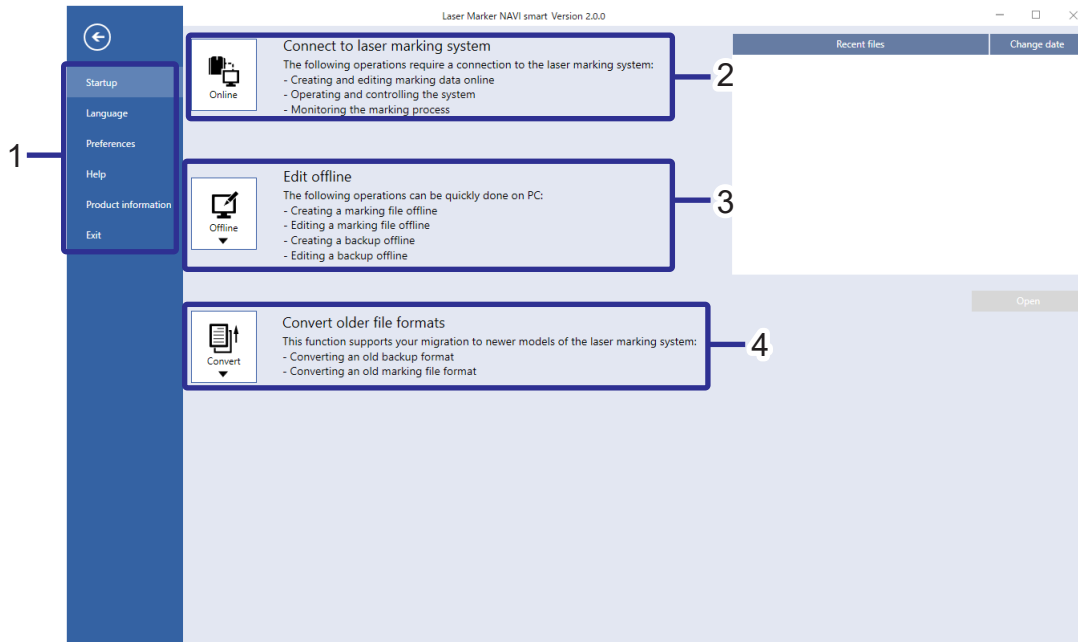 Laser Marker NAVI smart Version 2.0.0
1
Startup
Language
Preferences
Help
Product information
Exit
Online
Connect to laser marking system
The following operations require a connection to the laser marking system:
- Creating and editing marking data online
- Operating and controlling the system
- Monitoring the marking process
2
Offline
Edit offline
The following operations can be quickly done on PC:
- Creating a marking file offline
- Editing a marking file offline
- Creating a backup offline
- Editing a backup offline
3
Convert
Convert older file formats
This function supports your migration to newer models of the laser marking system:
- Converting an old backup format
- Converting an old marking file format
4
Recent files Change date
Open